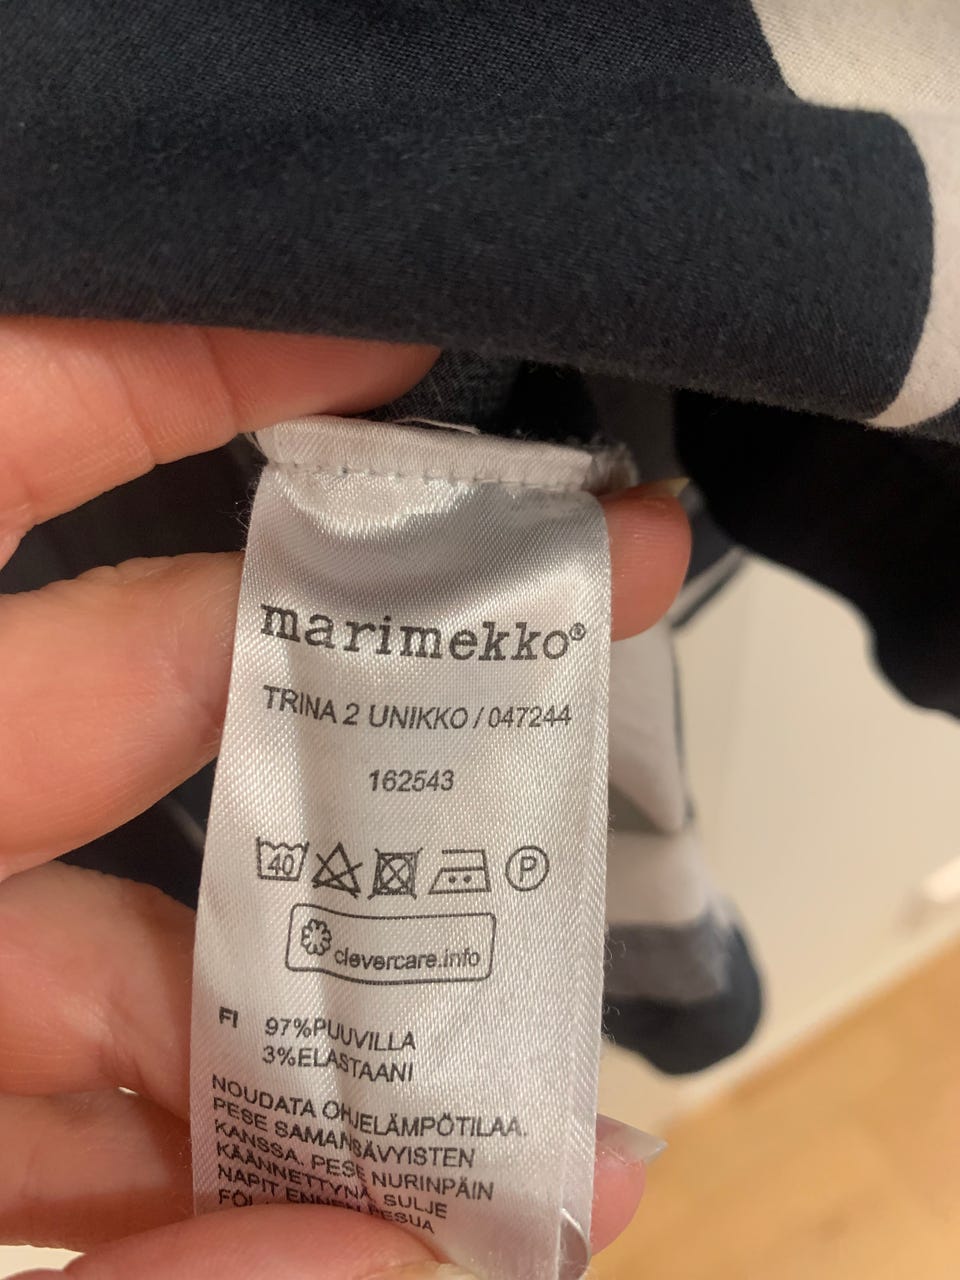 marimekko®
TRINA 2 UNIKKO / 047244
162543
40
P
clevercare.info
FI 97%PUUVILLA
3%ELASTAANI
NOUDATA OHJELÄMPÖTILAA.
PESE SAMANSÄVYISTEN
KANSSA. PESE NURINPÄIN
KÄÄNNETTYNÄ. SULJE
NAPIT ENNEN PESUA